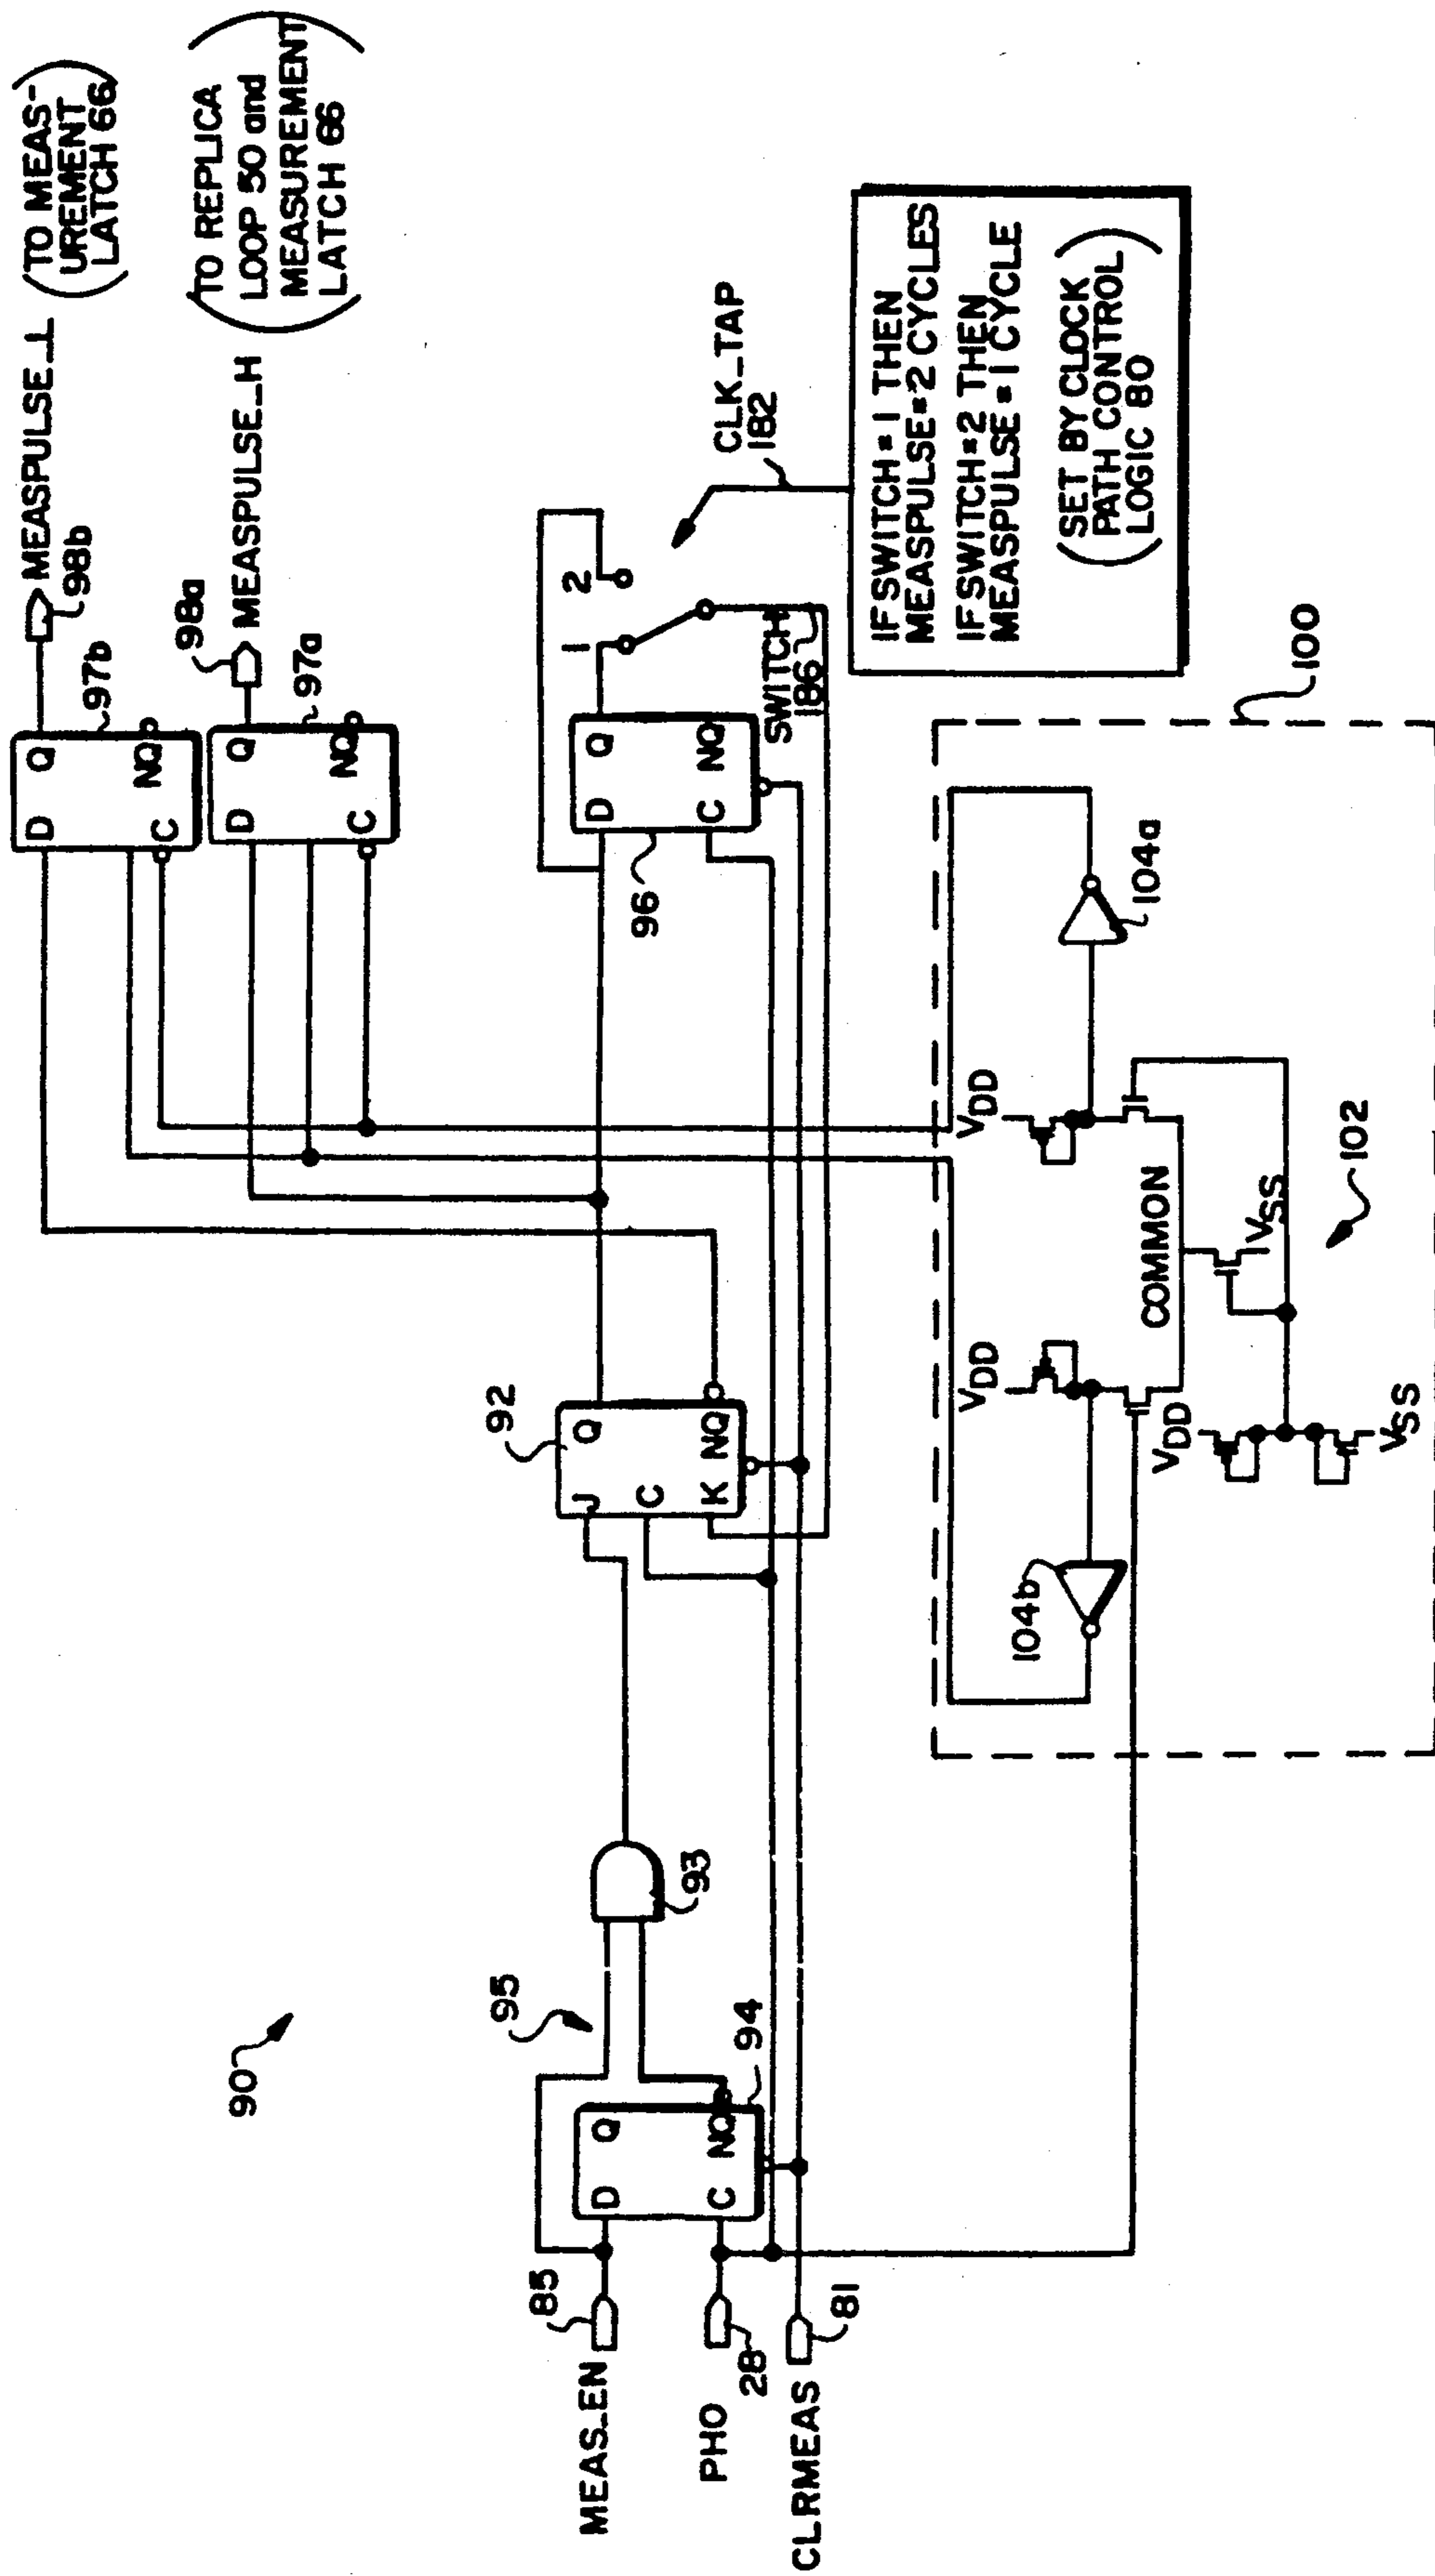 90
MEAS_EN
85
PHO
28
CLRMEAS
81
95
D Q
C NQ
94
93
92
J Q
C
K NQ
96
D Q
C NQ
1 2
SWITCH
186
CLK_TAP
182
D Q
NQ
C
97b
98b
MEASPULSE_L
(TO MEAS-
UREMENT
LATCH 66)
D Q
NQ
C
97a
98a
MEASPULSE_H
(TO REPLICA
LOOP 50 and
MEASUREMENT
LATCH 66)
IF SWITCH = 1 THEN
MEASPULSE = 2 CYCLES
IF SWITCH = 2 THEN
MEASPULSE = 1 CYCLE
(SET BY CLOCK
PATH CONTROL
LOGIC 80)
100
104b
104a
VDD
VDD
COMMON
VDD
VSS
VSS
102